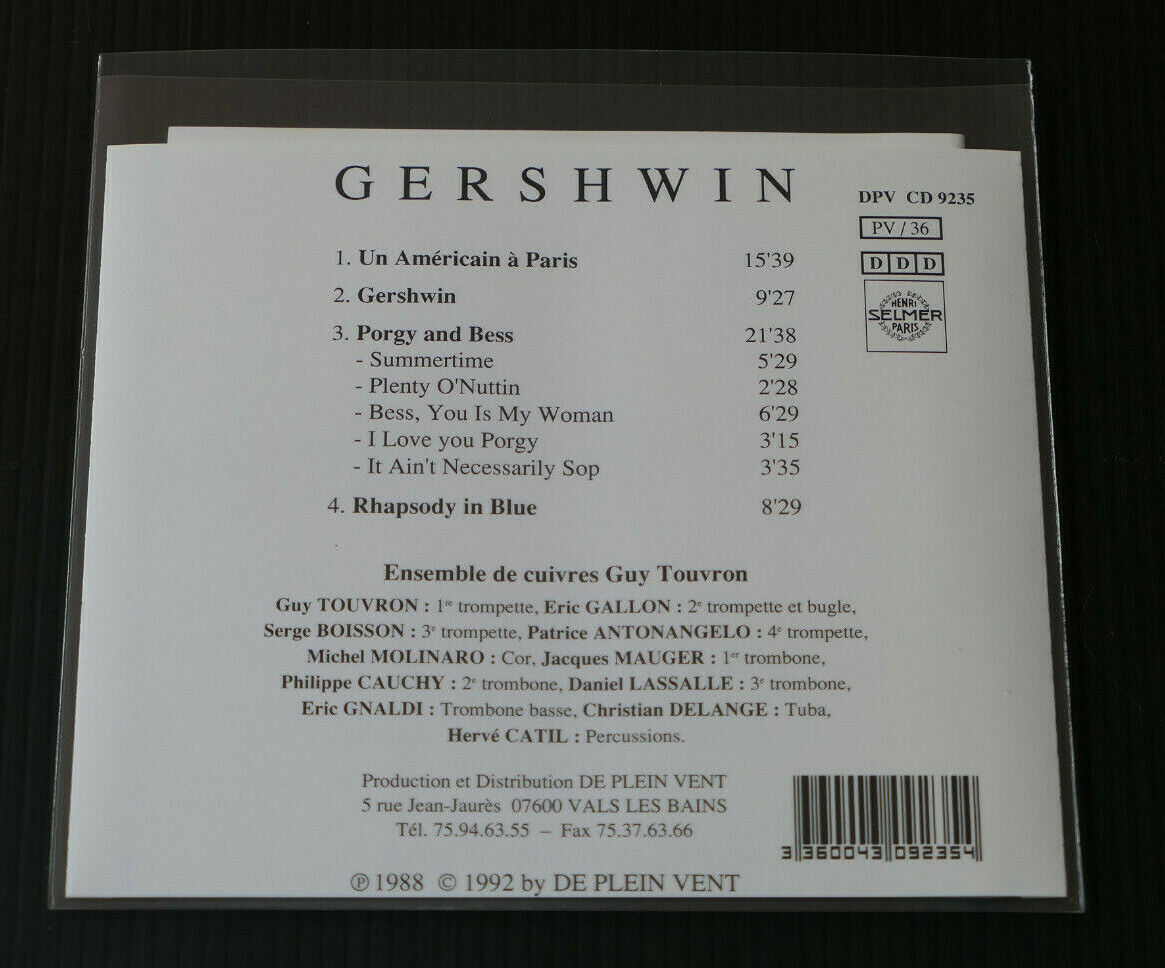 GERSHWIN
DPV CD 9235
PV / 36
D D D
HENRI
SELMER
PARIS
1. Un Américain à Paris 15'39
2. Gershwin 9'27
3. Porgy and Bess 21'38
- Summertime 5'29
- Plenty O'Nuttin 2'28
- Bess, You Is My Woman 6'29
- I Love you Porgy 3'15
- It Ain't Necessarily Sop 3'35
4. Rhapsody in Blue 8'29
Ensemble de cuivres Guy Touvron
Guy TOUVRON : 1re trompette, Eric GALLON : 2e trompette et bugle,
Serge BOISSON : 3e trompette, Patrice ANTONANGELO : 4e trompette,
Michel MOLINARO : Cor, Jacques MAUGER : 1er trombone,
Philippe CAUCHY : 2e trombone, Daniel LASSALLE : 3e trombone,
Eric GNALDI : Trombone basse, Christian DELANGE : Tuba,
Hervé CATIL : Percussions.
Production et Distribution DE PLEIN VENT
5 rue Jean-Jaurès 07600 VALS LES BAINS
Tél. 75.94.63.55 – Fax 75.37.63.66
3 360043 092354
℗ 1988 © 1992 by DE PLEIN VENT